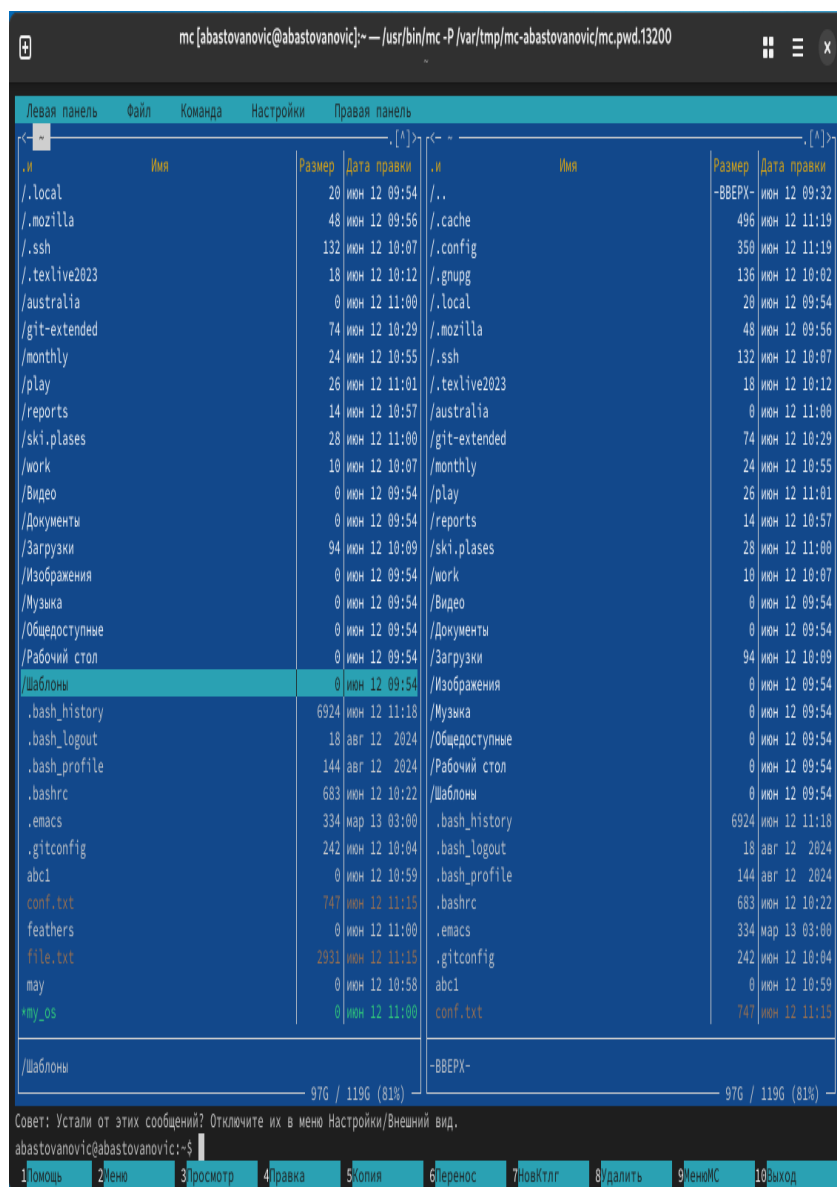 mc [abastovanovic@abastovanovic]:~ — /usr/bin/mc -P /var/tmp/mc-abastovanovic/mc.pwd.13200
~
Левая панель Файл Команда Настройки Правая панель
<- ~ .[^]> <- ~ .[^]>
.и Имя Размер Дата правки .и Имя Размер Дата правки
/.local 20 июн 12 09:54 /.. -ВВЕРХ- июн 12 09:32
/.mozilla 48 июн 12 09:56 /.cache 496 июн 12 11:19
/.ssh 132 июн 12 10:07 /.config 350 июн 12 11:19
/.texlive2023 18 июн 12 10:12 /.gnupg 136 июн 12 10:02
/australia 0 июн 12 11:00 /.local 20 июн 12 09:54
/git-extended 74 июн 12 10:29 /.mozilla 48 июн 12 09:56
/monthly 24 июн 12 10:55 /.ssh 132 июн 12 10:07
/play 26 июн 12 11:01 /.texlive2023 18 июн 12 10:12
/reports 14 июн 12 10:57 /australia 0 июн 12 11:00
/ski.plases 28 июн 12 11:00 /git-extended 74 июн 12 10:29
/work 10 июн 12 10:07 /monthly 24 июн 12 10:55
/Видео 0 июн 12 09:54 /play 26 июн 12 11:01
/Документы 0 июн 12 09:54 /reports 14 июн 12 10:57
/Загрузки 94 июн 12 10:09 /ski.plases 28 июн 12 11:00
/Изображения 0 июн 12 09:54 /work 10 июн 12 10:07
/Музыка 0 июн 12 09:54 /Видео 0 июн 12 09:54
/Общедоступные 0 июн 12 09:54 /Документы 0 июн 12 09:54
/Рабочий стол 0 июн 12 09:54 /Загрузки 94 июн 12 10:09
/Шаблоны 0 июн 12 09:54 /Изображения 0 июн 12 09:54
.bash_history 6924 июн 12 11:18 /Музыка 0 июн 12 09:54
.bash_logout 18 авг 12 2024 /Общедоступные 0 июн 12 09:54
.bash_profile 144 авг 12 2024 /Рабочий стол 0 июн 12 09:54
.bashrc 683 июн 12 10:22 /Шаблоны 0 июн 12 09:54
.emacs 334 мар 13 03:00 .bash_history 6924 июн 12 11:18
.gitconfig 242 июн 12 10:04 .bash_logout 18 авг 12 2024
abc1 0 июн 12 10:59 .bash_profile 144 авг 12 2024
conf.txt 747 июн 12 11:15 .bashrc 683 июн 12 10:22
feathers 0 июн 12 11:00 .emacs 334 мар 13 03:00
file.txt 2931 июн 12 11:15 .gitconfig 242 июн 12 10:04
may 0 июн 12 10:58 abc1 0 июн 12 10:59
*my_os 0 июн 12 11:00 conf.txt 747 июн 12 11:15
/Шаблоны -ВВЕРХ-
97G / 119G (81%) 97G / 119G (81%)
Совет: Устали от этих сообщений? Отключите их в меню Настройки/Внешний вид.
abastovanovic@abastovanovic:~$
1Помощь 2Меню 3Просмотр 4Правка 5Копия 6Перенос 7НовКтлг 8Удалить 9МенюМС 10Выход